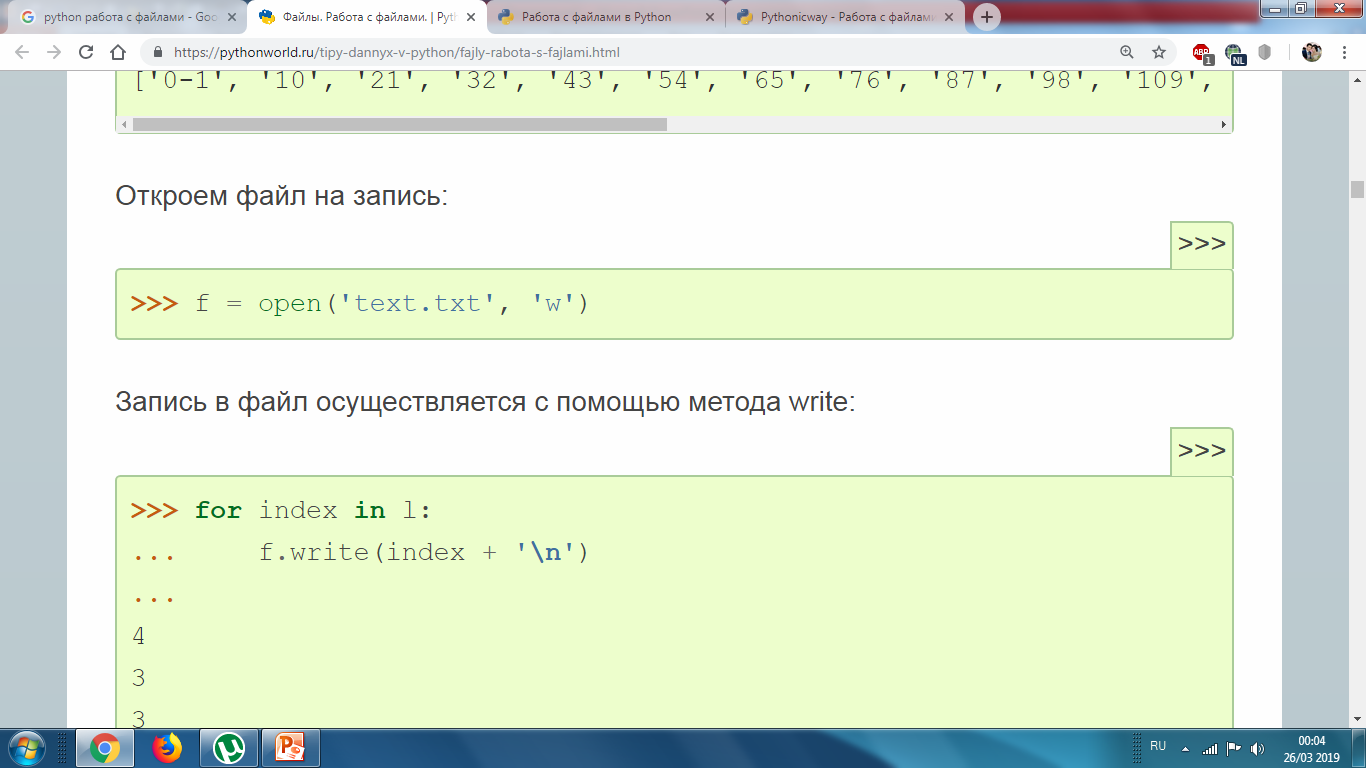 python работа с файлами - Goo
Файлы. Работа с файлами. | Pyth
Работа с файлами в Python
Pythonicway - Работа с файлами
https://pythonworld.ru/tipy-dannyx-v-python/fajly-rabota-s-fajlami.html
ABP
1
NL
['0-1', '10', '21', '32', '43', '54', '65', '76', '87', '98', '109',
Откроем файл на запись:
>>>
>>> f = open('text.txt', 'w')
Запись в файл осуществляется с помощью метода write:
>>>
>>> for index in l:
...     f.write(index + '\n')
...
4
3
3
RU
00:04
26/03 2019